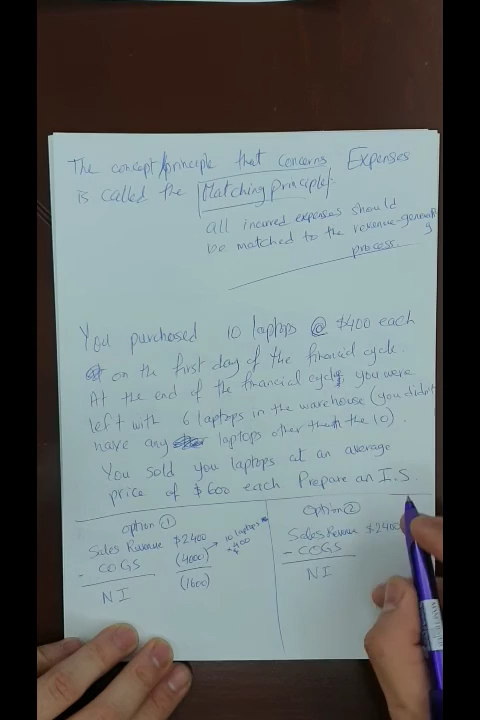 The concept/principle that concerns Expenses
is called the Matching principle
all incurred expenses should
be matched to the revenue-generating
process.
You purchased 10 laptops @ $400 each
on the first day of the financial cycle.
At the end of the financial cycle, you were
left with 6 laptops in the warehouse (you didn't
have any laptops other than the 10).
You sold you laptops at an average
price of $600 each Prepare an I.S.
Option 1
Sales Revenue $2400
- COGS (4000) → 10 laptops
× 400
NI (1600)
Option 2
Sales Revenue $2400
- COGS
NI